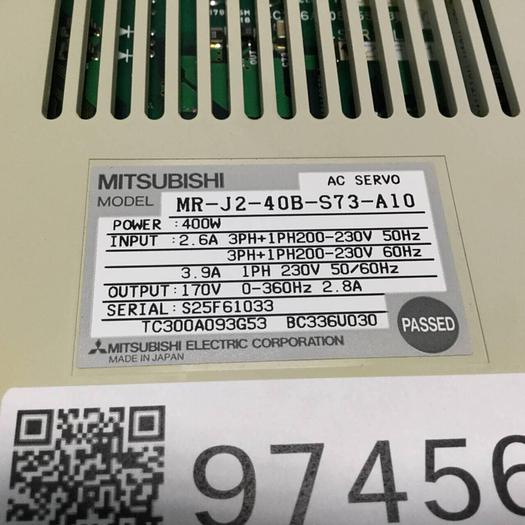 MITSUBISHI AC SERVO
MODEL MR-J2-40B-S73-A10
POWER :400W
INPUT :2.6A 3PH+1PH200-230V 50Hz
3PH+1PH200-230V 60Hz
3.9A 1PH 230V 50/60Hz
OUTPUT:170V 0-360Hz 2.8A
SERIAL:S25F61033
TC300A093G53 BC336U030
PASSED
MITSUBISHI ELECTRIC CORPORATION
MADE IN JAPAN
97456